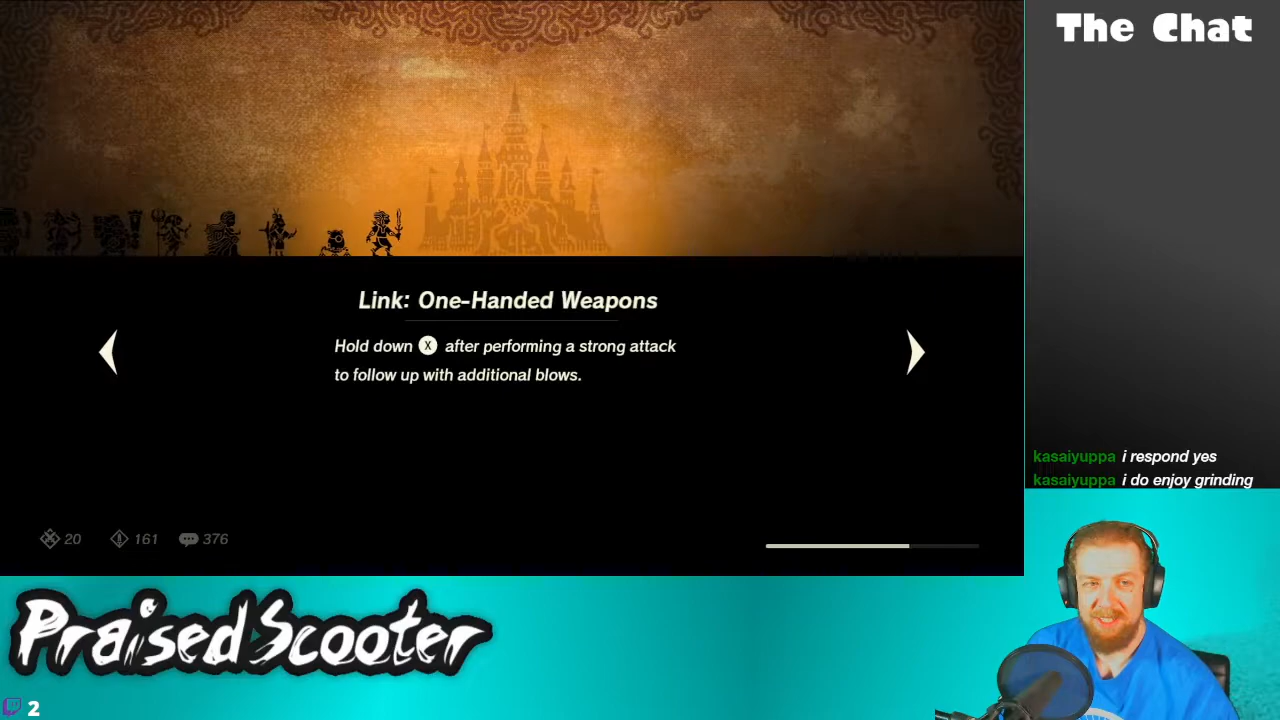 The Chat
Link: One-Handed Weapons
Hold down X after performing a strong attack
to follow up with additional blows.
kasaiyuppa i respond yes
kasaiyuppa i do enjoy grinding
20 161 376
PraisedScooter
2